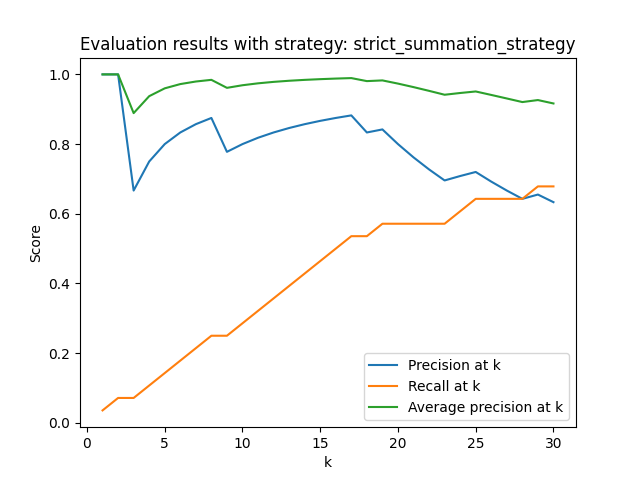 Evaluation results with strategy: strict_summation_strategy
1.0
0.8
0.6
0.4
0.2
0.0
Score
0
5
10
15
20
25
30
k
Precision at k
Recall at k
Average precision at k